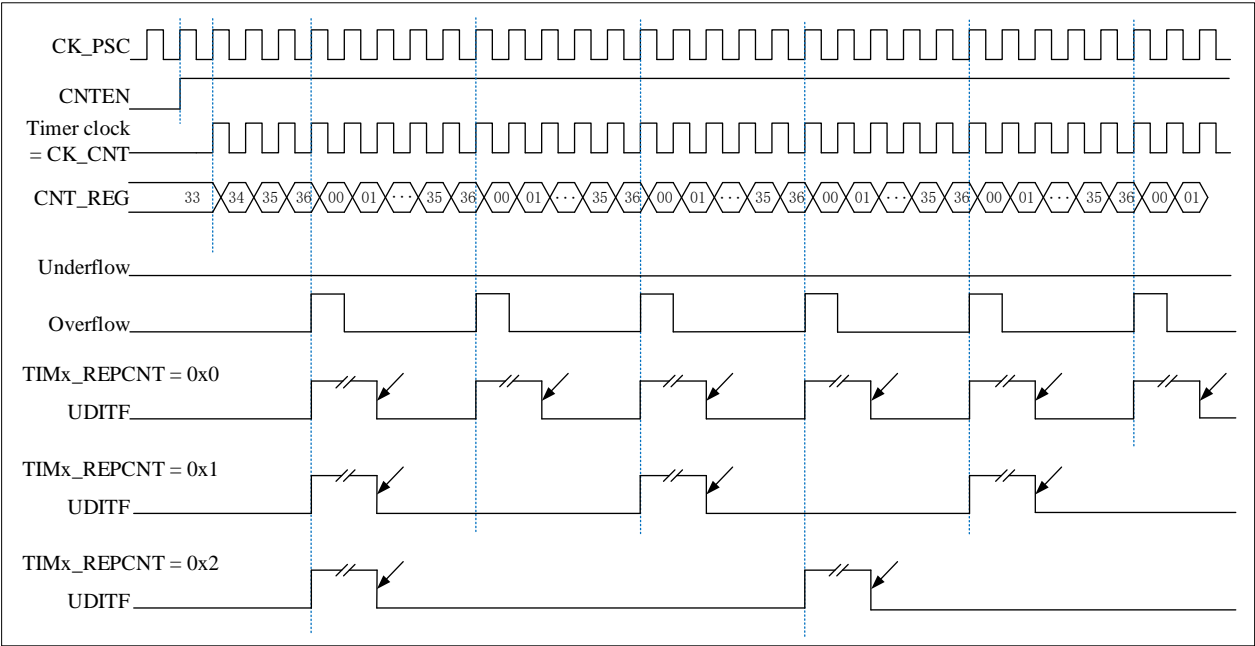 CK_PSC
CNTEN
Timer clock
= CK_CNT
CNT_REG 33 34 35 36 00 01 ··· 35 36 00 01 ··· 35 36 00 01 ··· 35 36 00 01 ··· 35 36 00 01 ··· 35 36 00 01
Underflow
Overflow
TIMx_REPCNT = 0x0
UDITF
TIMx_REPCNT = 0x1
UDITF
TIMx_REPCNT = 0x2
UDITF